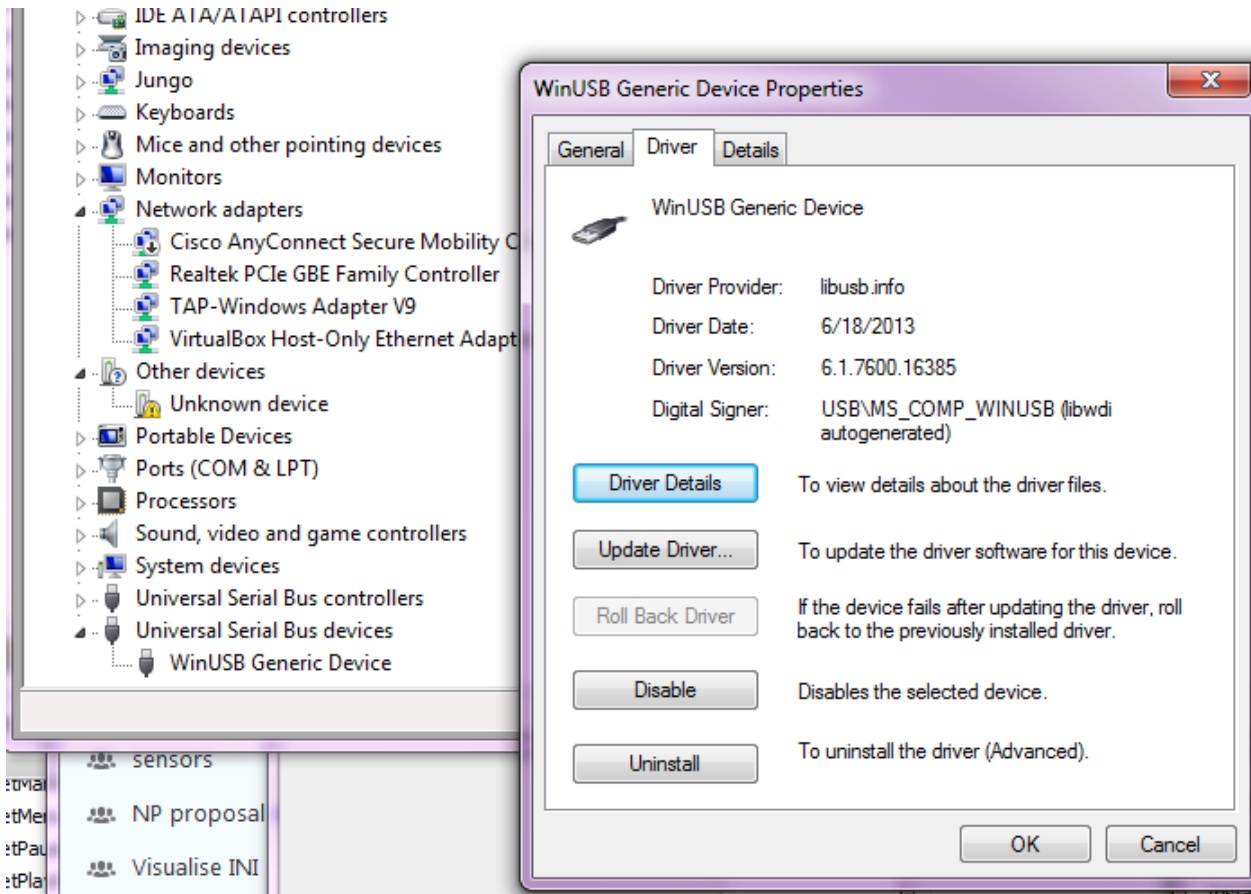 IDE ATA/ATAPI controllers
Imaging devices
Jungo
Keyboards
Mice and other pointing devices
Monitors
Network adapters
Cisco AnyConnect Secure Mobility C
Realtek PCIe GBE Family Controller
TAP-Windows Adapter V9
VirtualBox Host-Only Ethernet Adapt
Other devices
Unknown device
Portable Devices
Ports (COM & LPT)
Processors
Sound, video and game controllers
System devices
Universal Serial Bus controllers
Universal Serial Bus devices
WinUSB Generic Device
sensors
NP proposal
Visualise INI
etMer
etPau
etPla
WinUSB Generic Device Properties
General Driver Details
WinUSB Generic Device
Driver Provider: libusb.info
Driver Date: 6/18/2013
Driver Version: 6.1.7600.16385
Digital Signer: USB\MS_COMP_WINUSB (libwdi
autogenerated)
Driver Details To view details about the driver files.
Update Driver... To update the driver software for this device.
Roll Back Driver If the device fails after updating the driver, roll
back to the previously installed driver.
Disable Disables the selected device.
Uninstall To uninstall the driver (Advanced).
OK Cancel